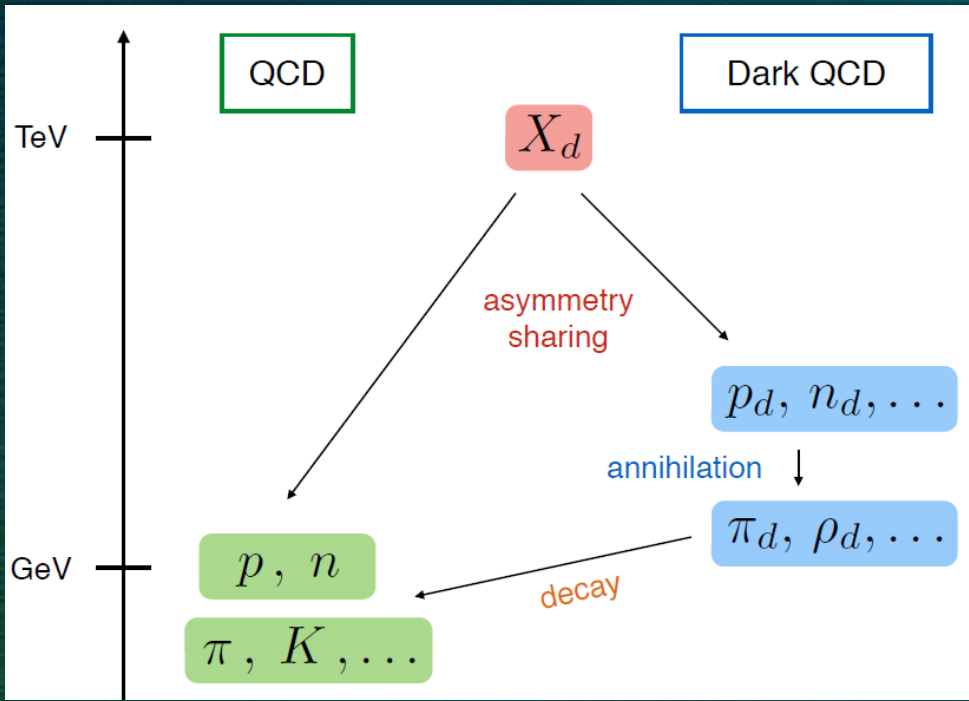 QCD
Dark QCD
TeV
X_d
asymmetry
sharing
p_d, n_d, ...
annihilation
π_d, ρ_d, ...
GeV
p, n
decay
π, K, ...